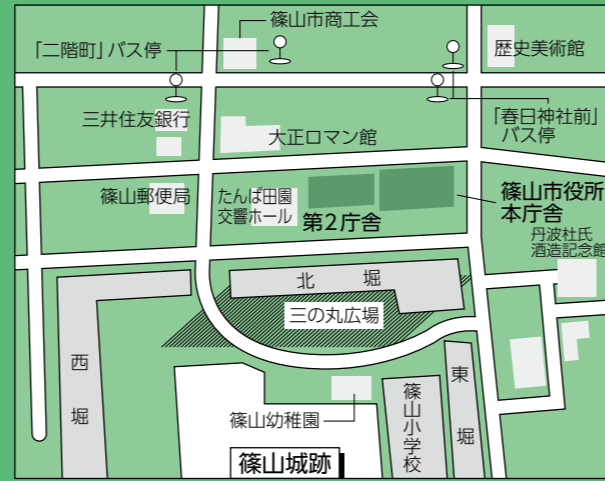 篠山市商工会
「二階町」バス停
歴史美術館
三井住友銀行
大正ロマン館
「春日神社前」
バス停
篠山郵便局
たんば田園
交響ホール
第2庁舎
篠山市役所
本庁舎
丹波杜氏
酒造記念館
北堀
三の丸広場
西堀
東堀
篠山幼稚園
篠山小学校
篠山城跡